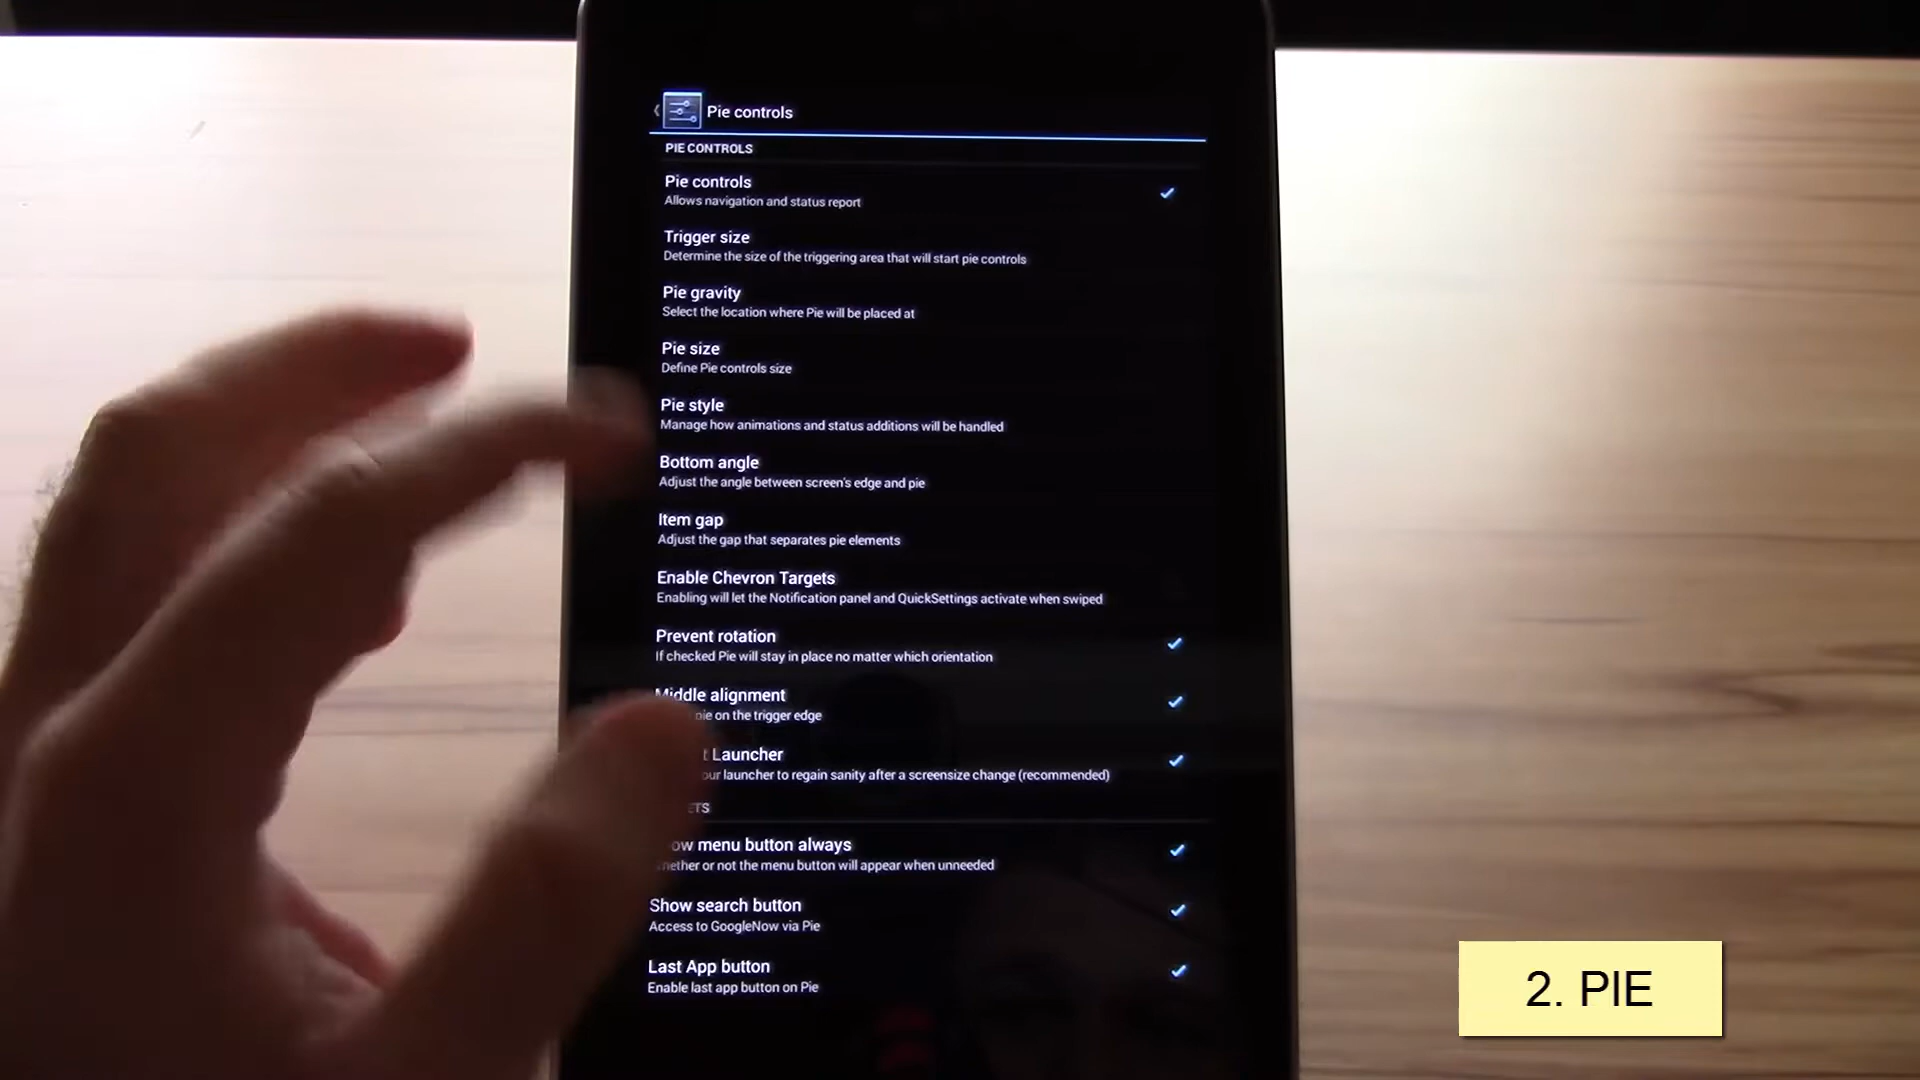 Pie controls
PIE CONTROLS
Pie controls
Allows navigation and status report
Trigger size
Determine the size of the triggering area that will start pie controls
Pie gravity
Select the location where Pie will be placed at
Pie size
Define Pie controls size
Pie style
Manage how animations and status additions will be handled
Bottom angle
Adjust the angle between screen's edge and pie
Item gap
Adjust the gap that separates pie elements
Enable Chevron Targets
Enabling will let the Notification panel and QuickSettings activate when swiped
Prevent rotation
If checked Pie will stay in place no matter which orientation
Middle alignment
pie on the trigger edge
Launcher
launcher to regain sanity after a screensize change (recommended)
menu button always
or not the menu button will appear when unneeded
Show search button
Access to GoogleNow via Pie
Last App button
Enable last app button on Pie
2. PIE